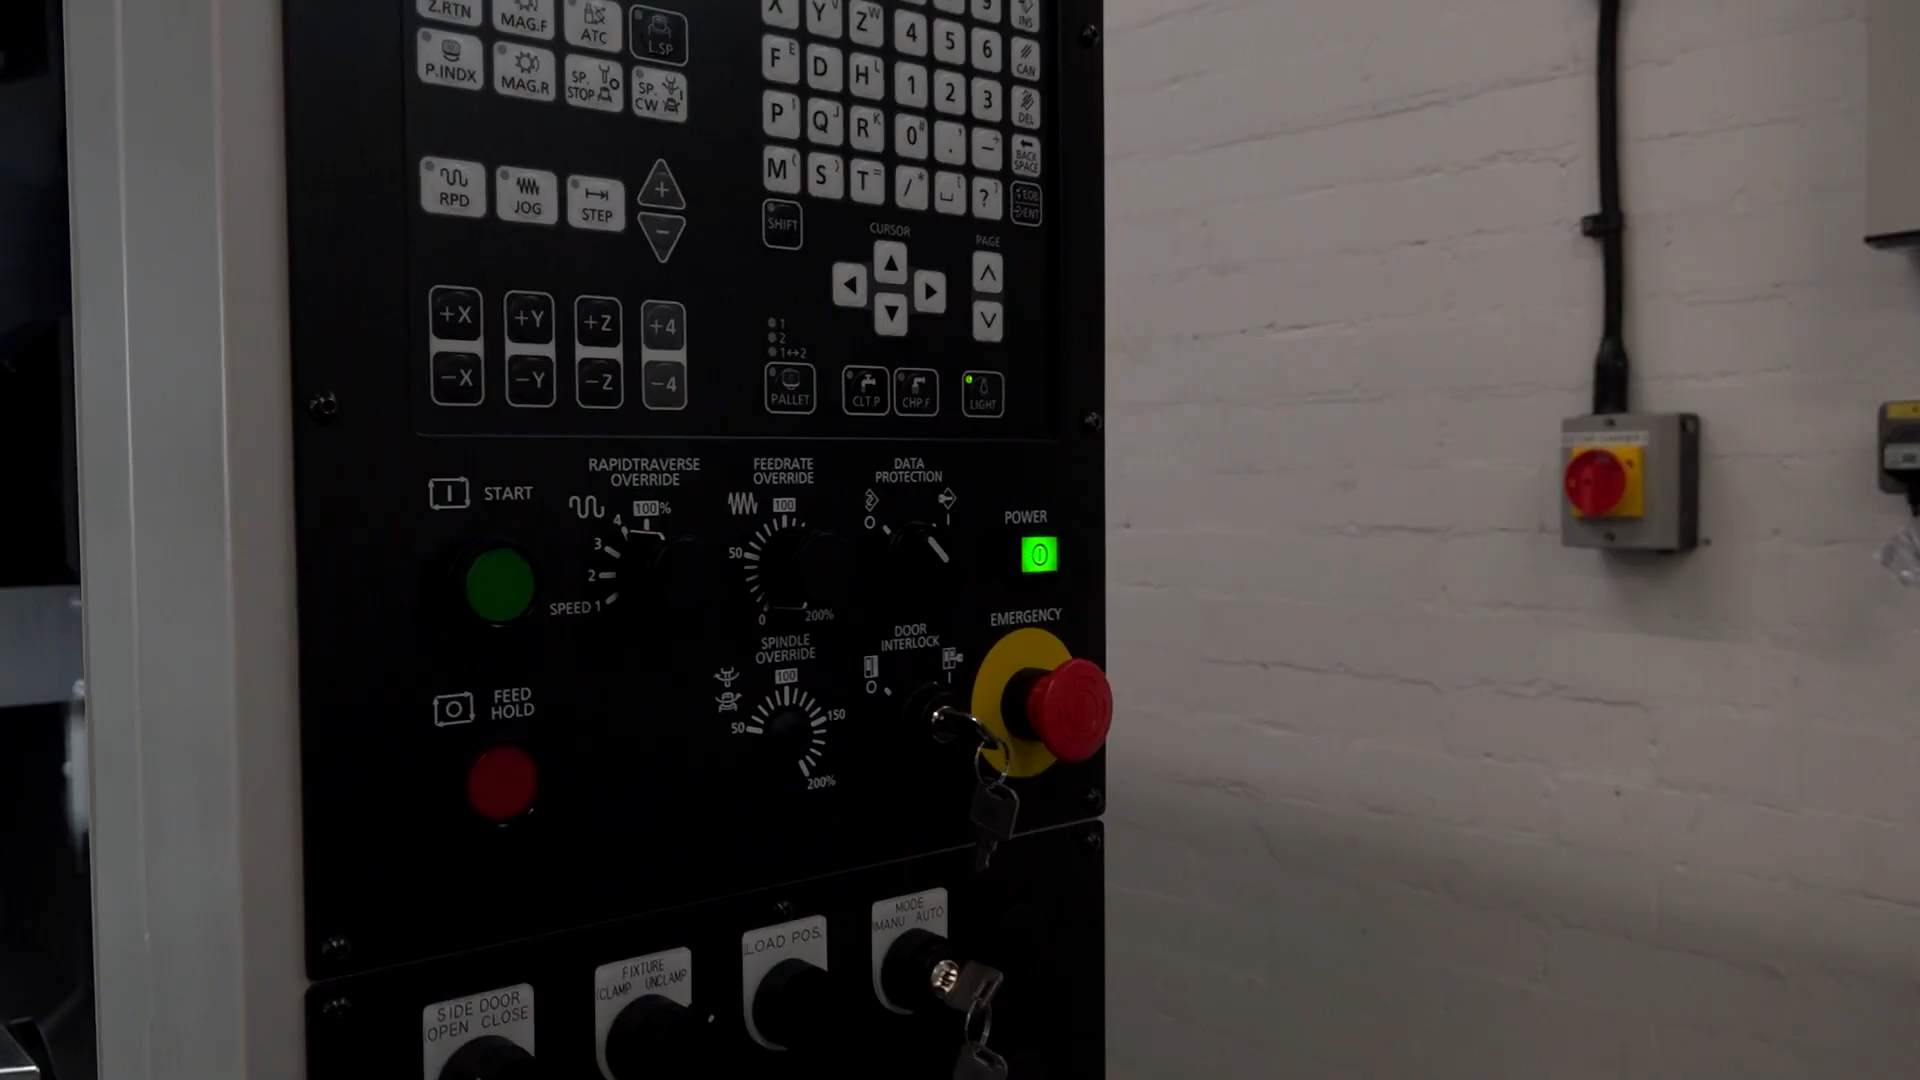 Z.RTN
MAG.F
ATC
L.SP
P.INDX
MAG.R
SP.
STOP
SP.
CW
RPD
JOG
STEP
+
−
+X
+Y
+Z
+4
−X
−Y
−Z
−4
X
Y V
Z W
4 5 6
INS
F E
D
H L
1 2 3
CAN
P I
Q J
R K
0 #
. '
− +
DEL
M (
S )
T =
/ *
[
? ]
BACK
SPACE
EOB
ENT
SHIFT
CURSOR
PAGE
1
2
1↔2
PALLET
CLT.P
CHP.F
LIGHT
START
RAPIDTRAVERSE
OVERRIDE
100%
4
3
2
SPEED 1
FEEDRATE
OVERRIDE
100
50
0
200%
DATA
PROTECTION
O I
POWER
EMERGENCY
FEED
HOLD
SPINDLE
OVERRIDE
100
50
150
200%
DOOR
INTERLOCK
O I
SIDE DOOR
OPEN CLOSE
FIXTURE
CLAMP UNCLAMP
LOAD POS.
MODE
MANU AUTO